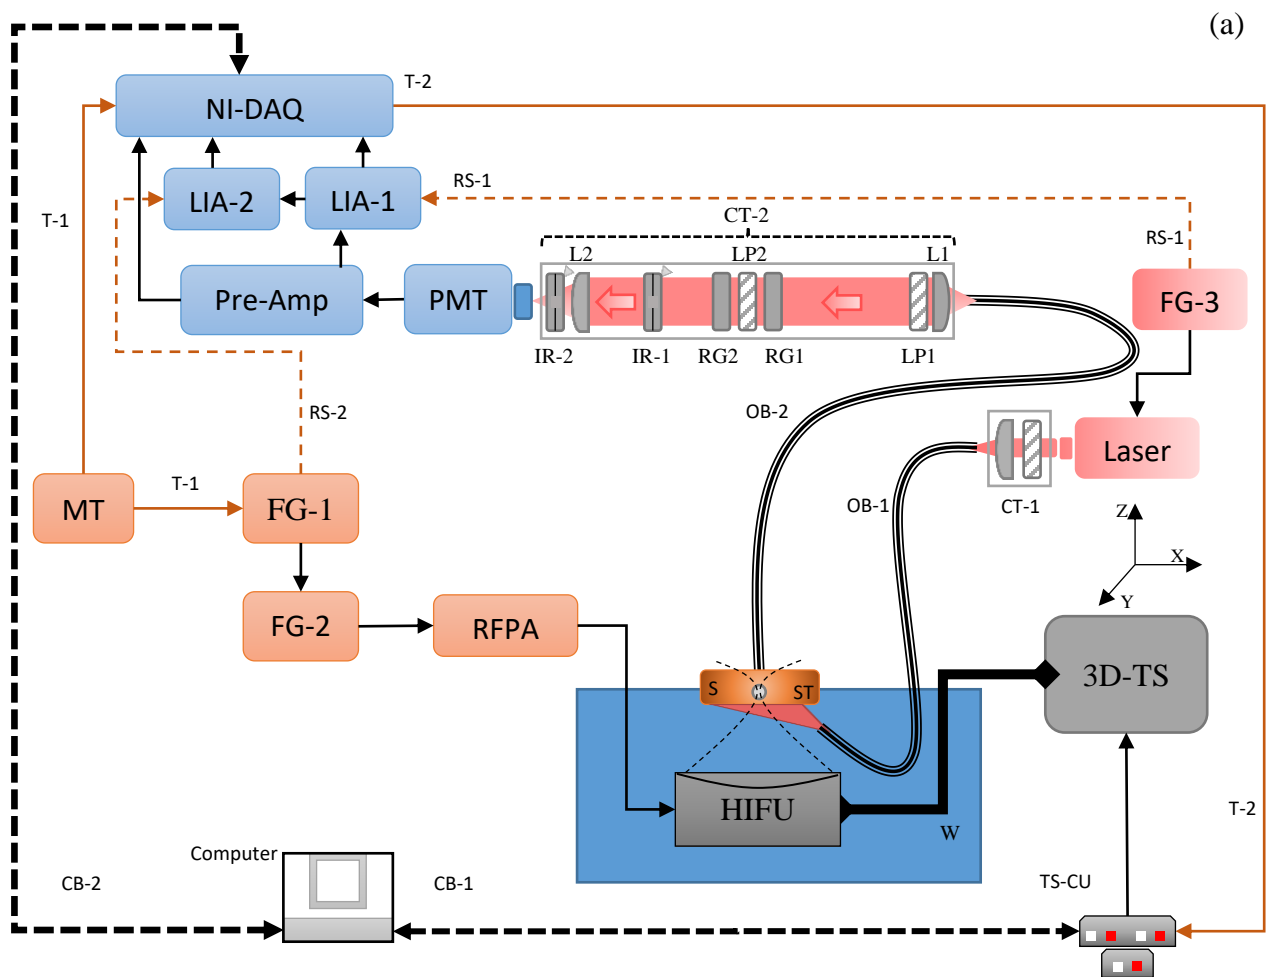 (a)
T-2
NI-DAQ
LIA-2
LIA-1
RS-1
T-1
CT-2
RS-1
L2
LP2
L1
Pre-Amp
PMT
FG-3
IR-2
IR-1
RG2
RG1
LP1
RS-2
OB-2
Laser
MT
T-1
FG-1
OB-1
CT-1
Z
X
Y
FG-2
RFPA
3D-TS
S
ST
HIFU
W
T-2
Computer
CB-2
CB-1
TS-CU